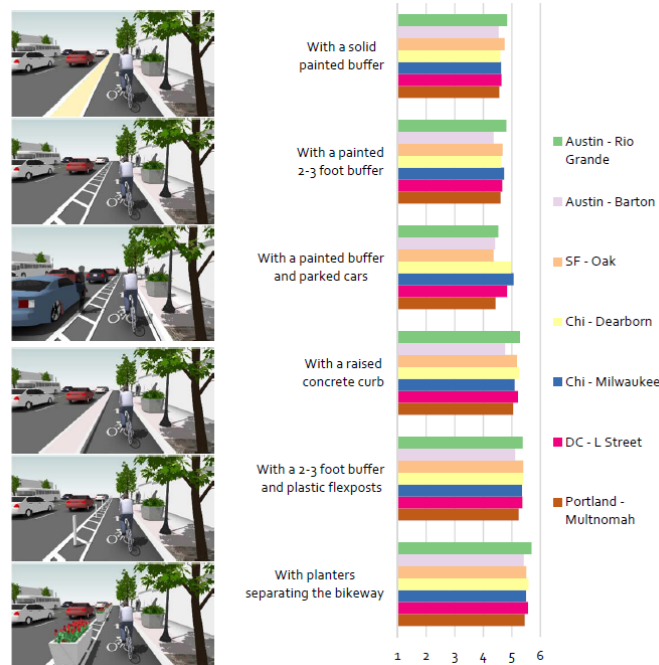 With a solid
painted buffer
With a painted
2-3 foot buffer
With a painted buffer
and parked cars
With a raised
concrete curb
With a 2-3 foot buffer
and plastic flexposts
With planters
separating the bikeway
1 2 3 4 5 6
Austin - Rio
Grande
Austin - Barton
SF - Oak
Chi - Dearborn
Chi - Milwaukee
DC - L Street
Portland -
Multnomah